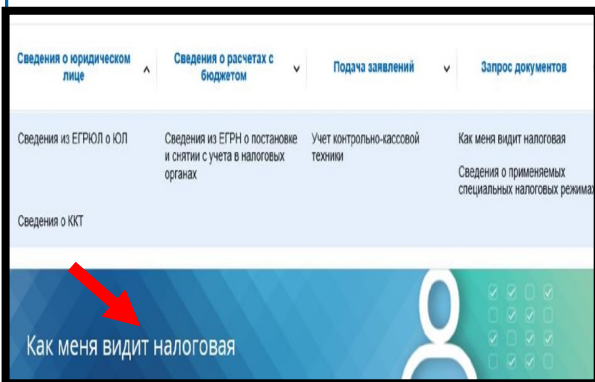 Сведения о юридическом
лице
Сведения о расчетах с
бюджетом
Подача заявлений
Запрос документов
Сведения из ЕГРЮЛ о ЮЛ
Сведения из ЕГРН о постановке
и снятии с учета в налоговых
органах
Учет контрольно-кассовой
техники
Как меня видит налоговая
Сведения о применяемых
специальных налоговых режимах
Сведения о ККТ
Как меня видит налоговая